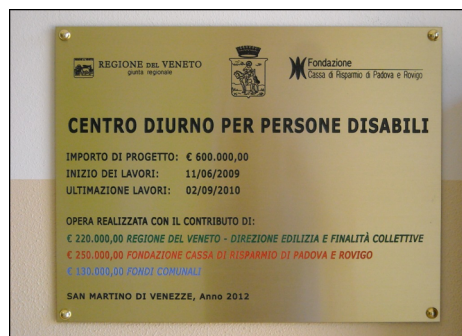 REGIONE DEL VENETO
giunta regionale
Fondazione
Cassa di Risparmio di Padova e Rovigo
CENTRO DIURNO PER PERSONE DISABILI
IMPORTO DI PROGETTO: € 600.000,00
INIZIO DEI LAVORI: 11/06/2009
ULTIMAZIONE LAVORI: 02/09/2010
OPERA REALIZZATA CON IL CONTRIBUTO DI:
€ 220.000,00 REGIONE DEL VENETO - DIREZIONE EDILIZIA E FINALITÀ COLLETTIVE
€ 250.000,00 FONDAZIONE CASSA DI RISPARMIO DI PADOVA E ROVIGO
€ 130.000,00 FONDI COMUNALI
SAN MARTINO DI VENEZZE, Anno 2012